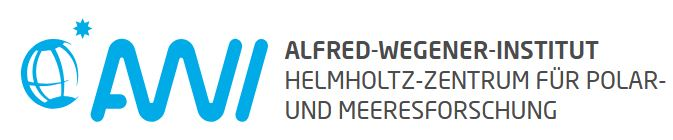 AWI
ALFRED-WEGENER-INSTITUT
HELMHOLTZ-ZENTRUM FÜR POLAR-
UND MEERESFORSCHUNG